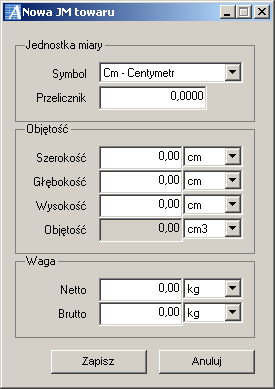 Nowa JM towaru
Jednostka miary
Symbol Cm - Centymetr
Przelicznik 0,0000
Objętość
Szerokość 0,00 cm
Głębokość 0,00 cm
Wysokość 0,00 cm
Objętość 0,00 cm3
Waga
Netto 0,00 kg
Brutto 0,00 kg
Zapisz Anuluj